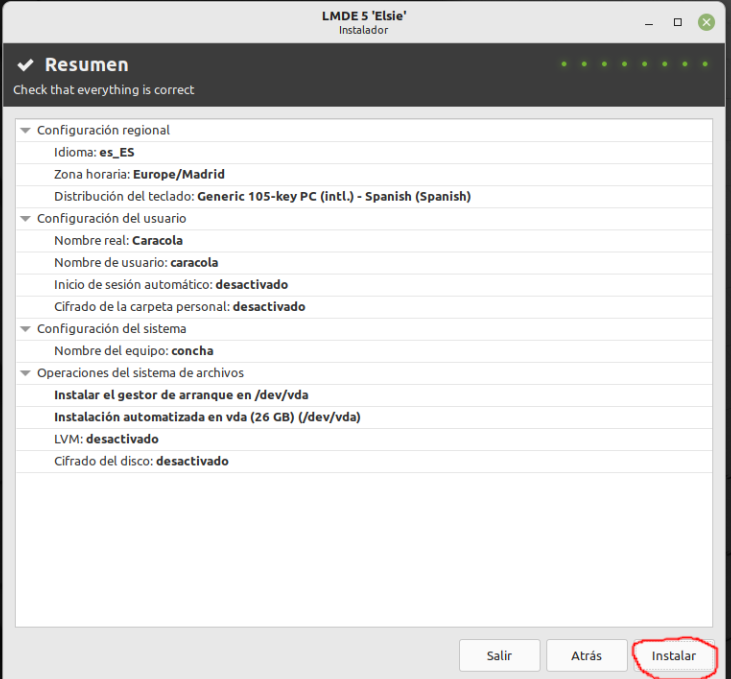 LMDE 5 'Elsie'
Instalador
Resumen
Check that everything is correct
Configuración regional
Idioma: es_ES
Zona horaria: Europe/Madrid
Distribución del teclado: Generic 105-key PC (intl.) - Spanish (Spanish)
Configuración del usuario
Nombre real: Caracola
Nombre de usuario: caracola
Inicio de sesión automático: desactivado
Cifrado de la carpeta personal: desactivado
Configuración del sistema
Nombre del equipo: concha
Operaciones del sistema de archivos
Instalar el gestor de arranque en /dev/vda
Instalación automatizada en vda (26 GB) (/dev/vda)
LVM: desactivado
Cifrado del disco: desactivado
Salir Atrás Instalar